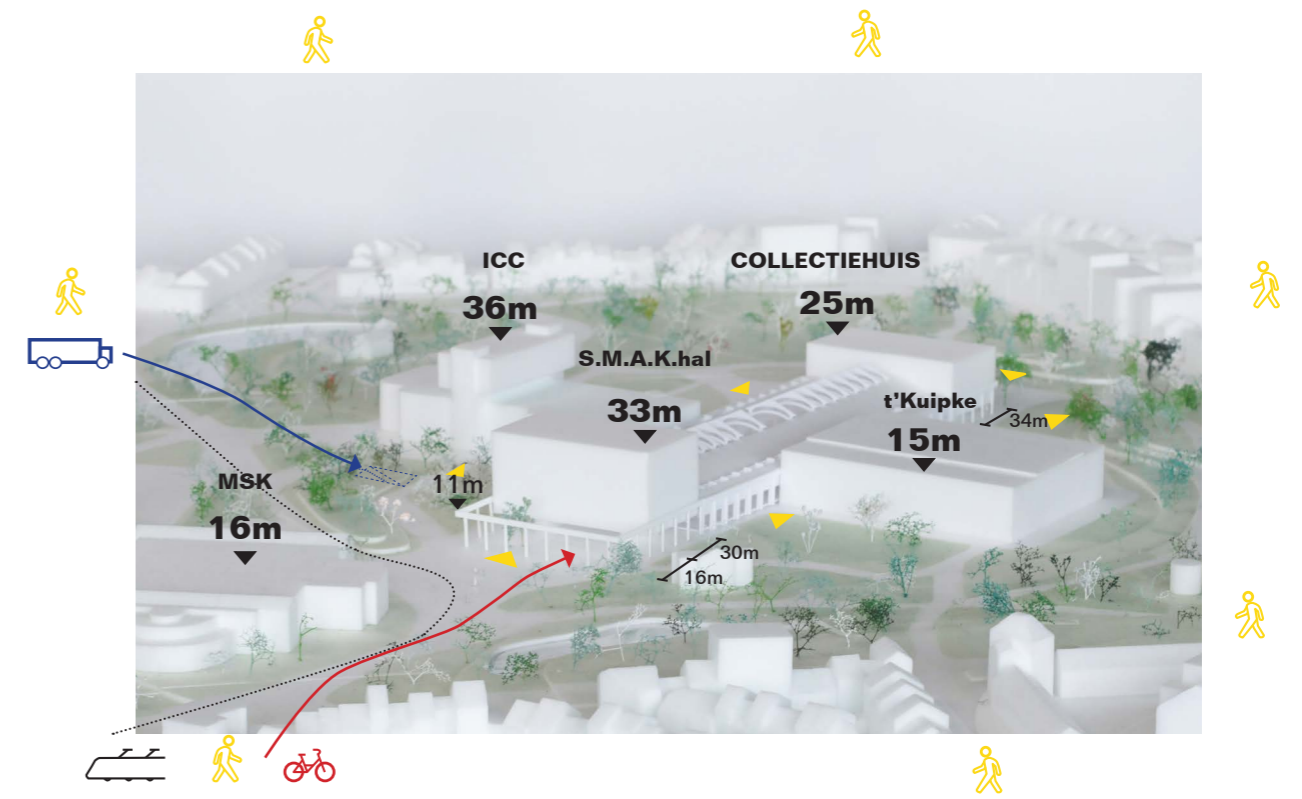 ICC
36m
COLLECTIEHUIS
25m
S.M.A.K.hal
33m
t'Kuipke
15m
34m
11m
MSK
16m
30m
16m